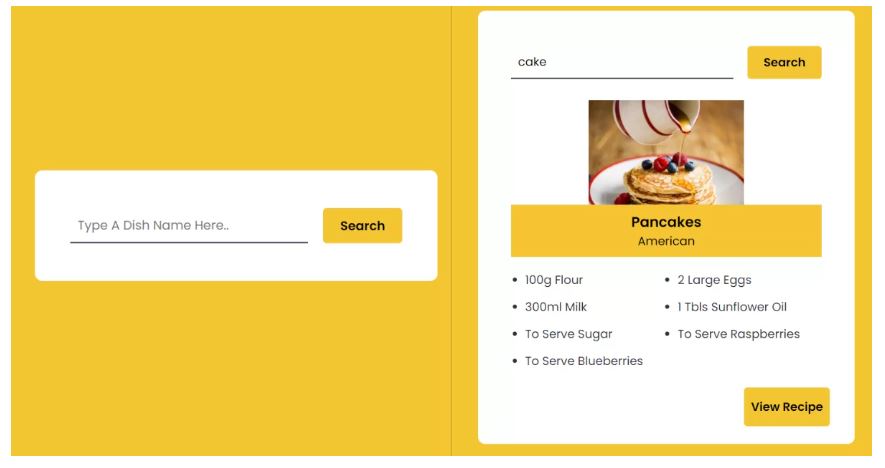 Type A Dish Name Here..
Search
cake
Search
Pancakes
American
100g Flour
2 Large Eggs
300ml Milk
1 Tbls Sunflower Oil
To Serve Sugar
To Serve Raspberries
To Serve Blueberries
View Recipe